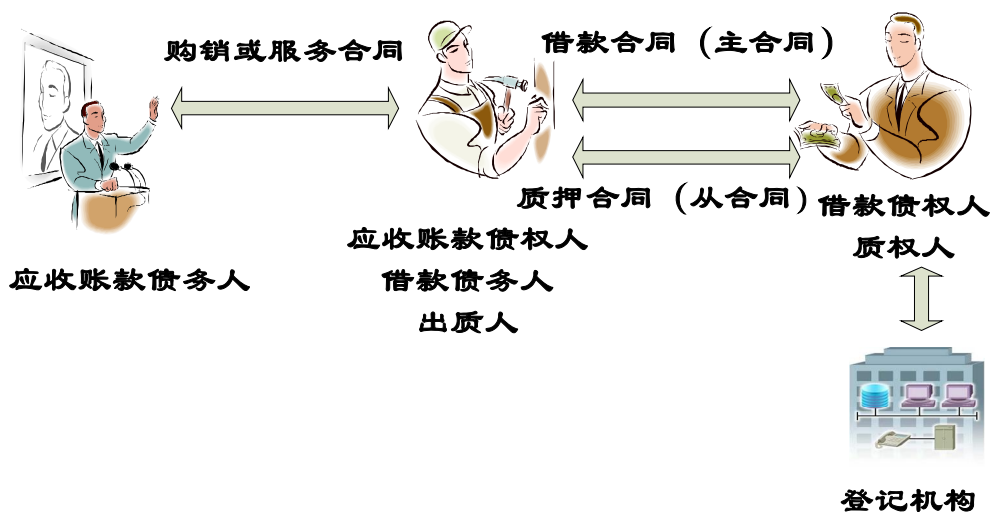 购销或服务合同
借款合同（主合同）
质押合同（从合同）
借款债权人
质权人
应收账款债权人
借款债务人
出质人
应收账款债务人
登记机构